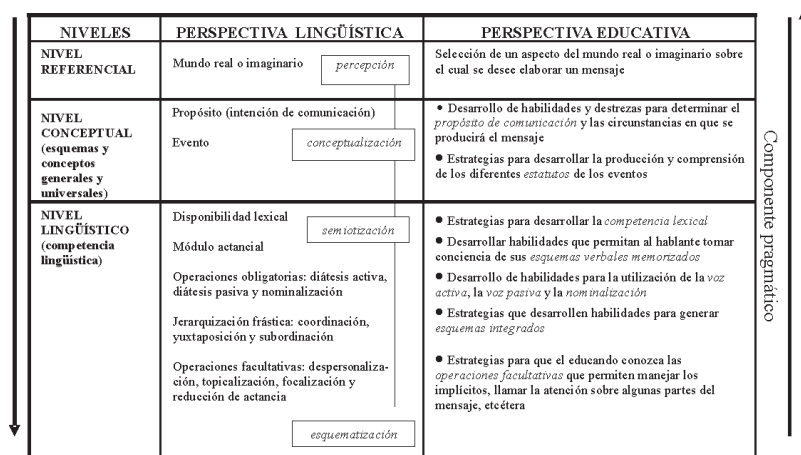 NIVELES
PERSPECTIVA LINGÜÍSTICA
PERSPECTIVA EDUCATIVA
NIVEL
REFERENCIAL
Mundo real o imaginario
percepción
Selección de un aspecto del mundo real o imaginario sobre
el cual se desee elaborar un mensaje
NIVEL
CONCEPTUAL
(esquemas y
conceptos
generales y
universales)
Propósito (intención de comunicación)
Evento
conceptualización
• Desarrollo de habilidades y destrezas para determinar el
propósito de comunicación y las circunstancias en que se
producirá el mensaje
● Estrategias para desarrollar la producción y comprensión
de los diferentes estatutos de los eventos
NIVEL
LINGÜÍSTICO
(competencia
lingüística)
Disponibilidad lexical
semiotización
Módulo actancial
Operaciones obligatorias: diátesis activa,
diátesis pasiva y nominalización
Jerarquización frástica: coordinación,
yuxtaposición y subordinación
Operaciones facultativas: despersonaliza-
ción, topicalización, focalización y
reducción de actancia
esquematización
● Estrategias para desarrollar la competencia lexical
● Desarrollar habilidades que permitan al hablante tomar
conciencia de sus esquemas verbales memorizados
● Desarrollo de habilidades para la utilización de la voz
activa, la voz pasiva y la nominalización
● Estrategias que desarrollen habilidades para generar
esquemas integrados
● Estrategias para que el educando conozca las
operaciones facultativas que permiten manejar los
implícitos, llamar la atención sobre algunas partes del
mensaje, etcétera
Componente pragmático